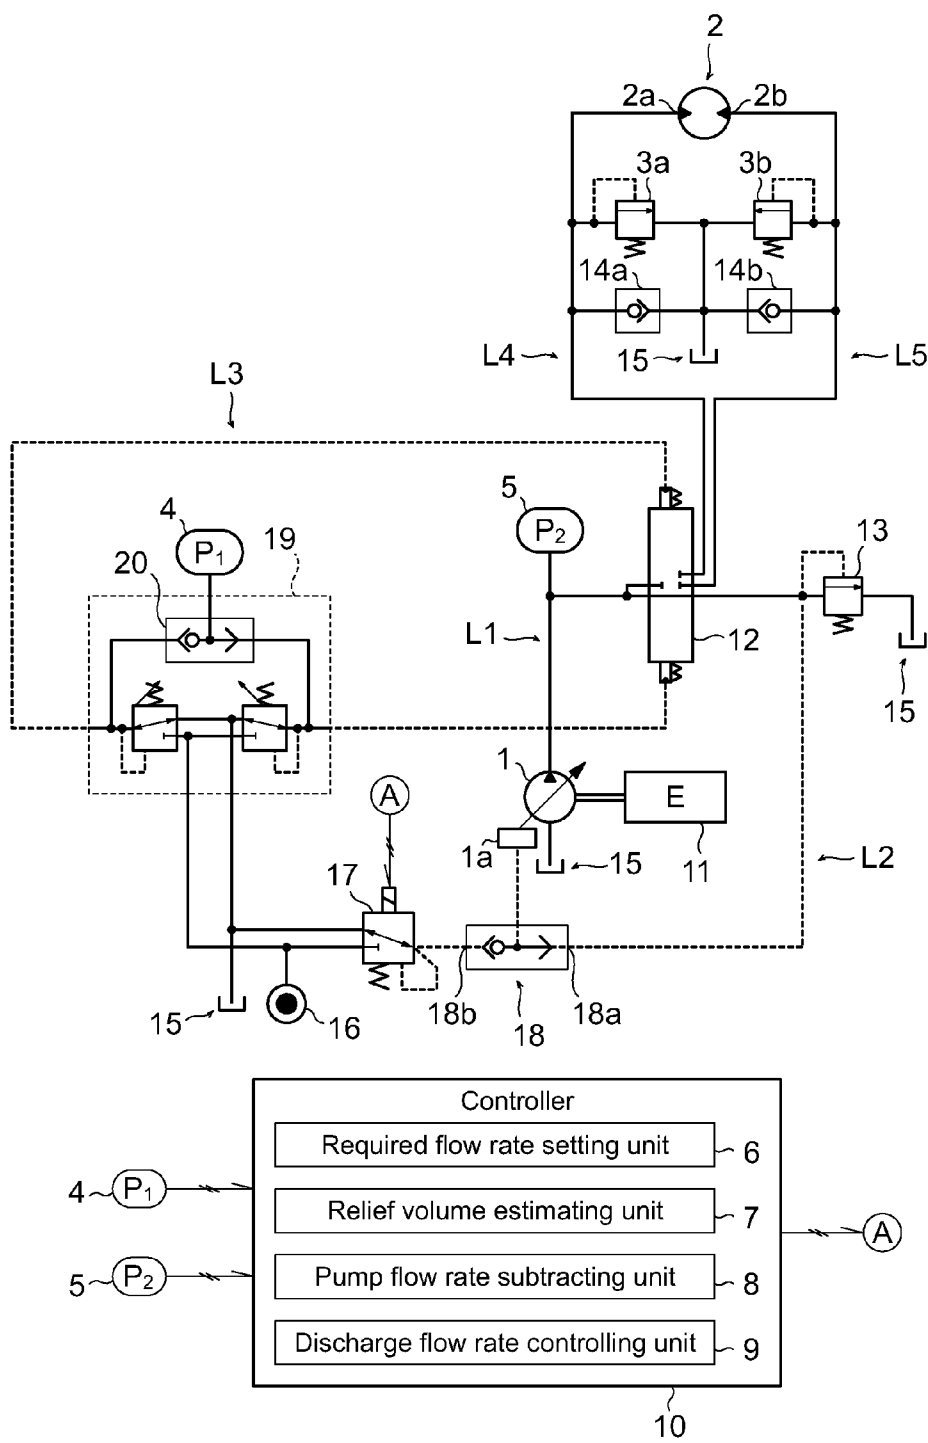 2
2a 2b
3a 3b
14a 14b
15
L4 L5
L3
5
P2
4
P1
19
20
13
L1
12
15
1
E
A
1a
15
11
L2
17
18b
18
18a
15
16
Controller
Required flow rate setting unit
6
4 P1
Relief volume estimating unit
7
A
5 P2
Pump flow rate subtracting unit
8
Discharge flow rate controlling unit
9
10